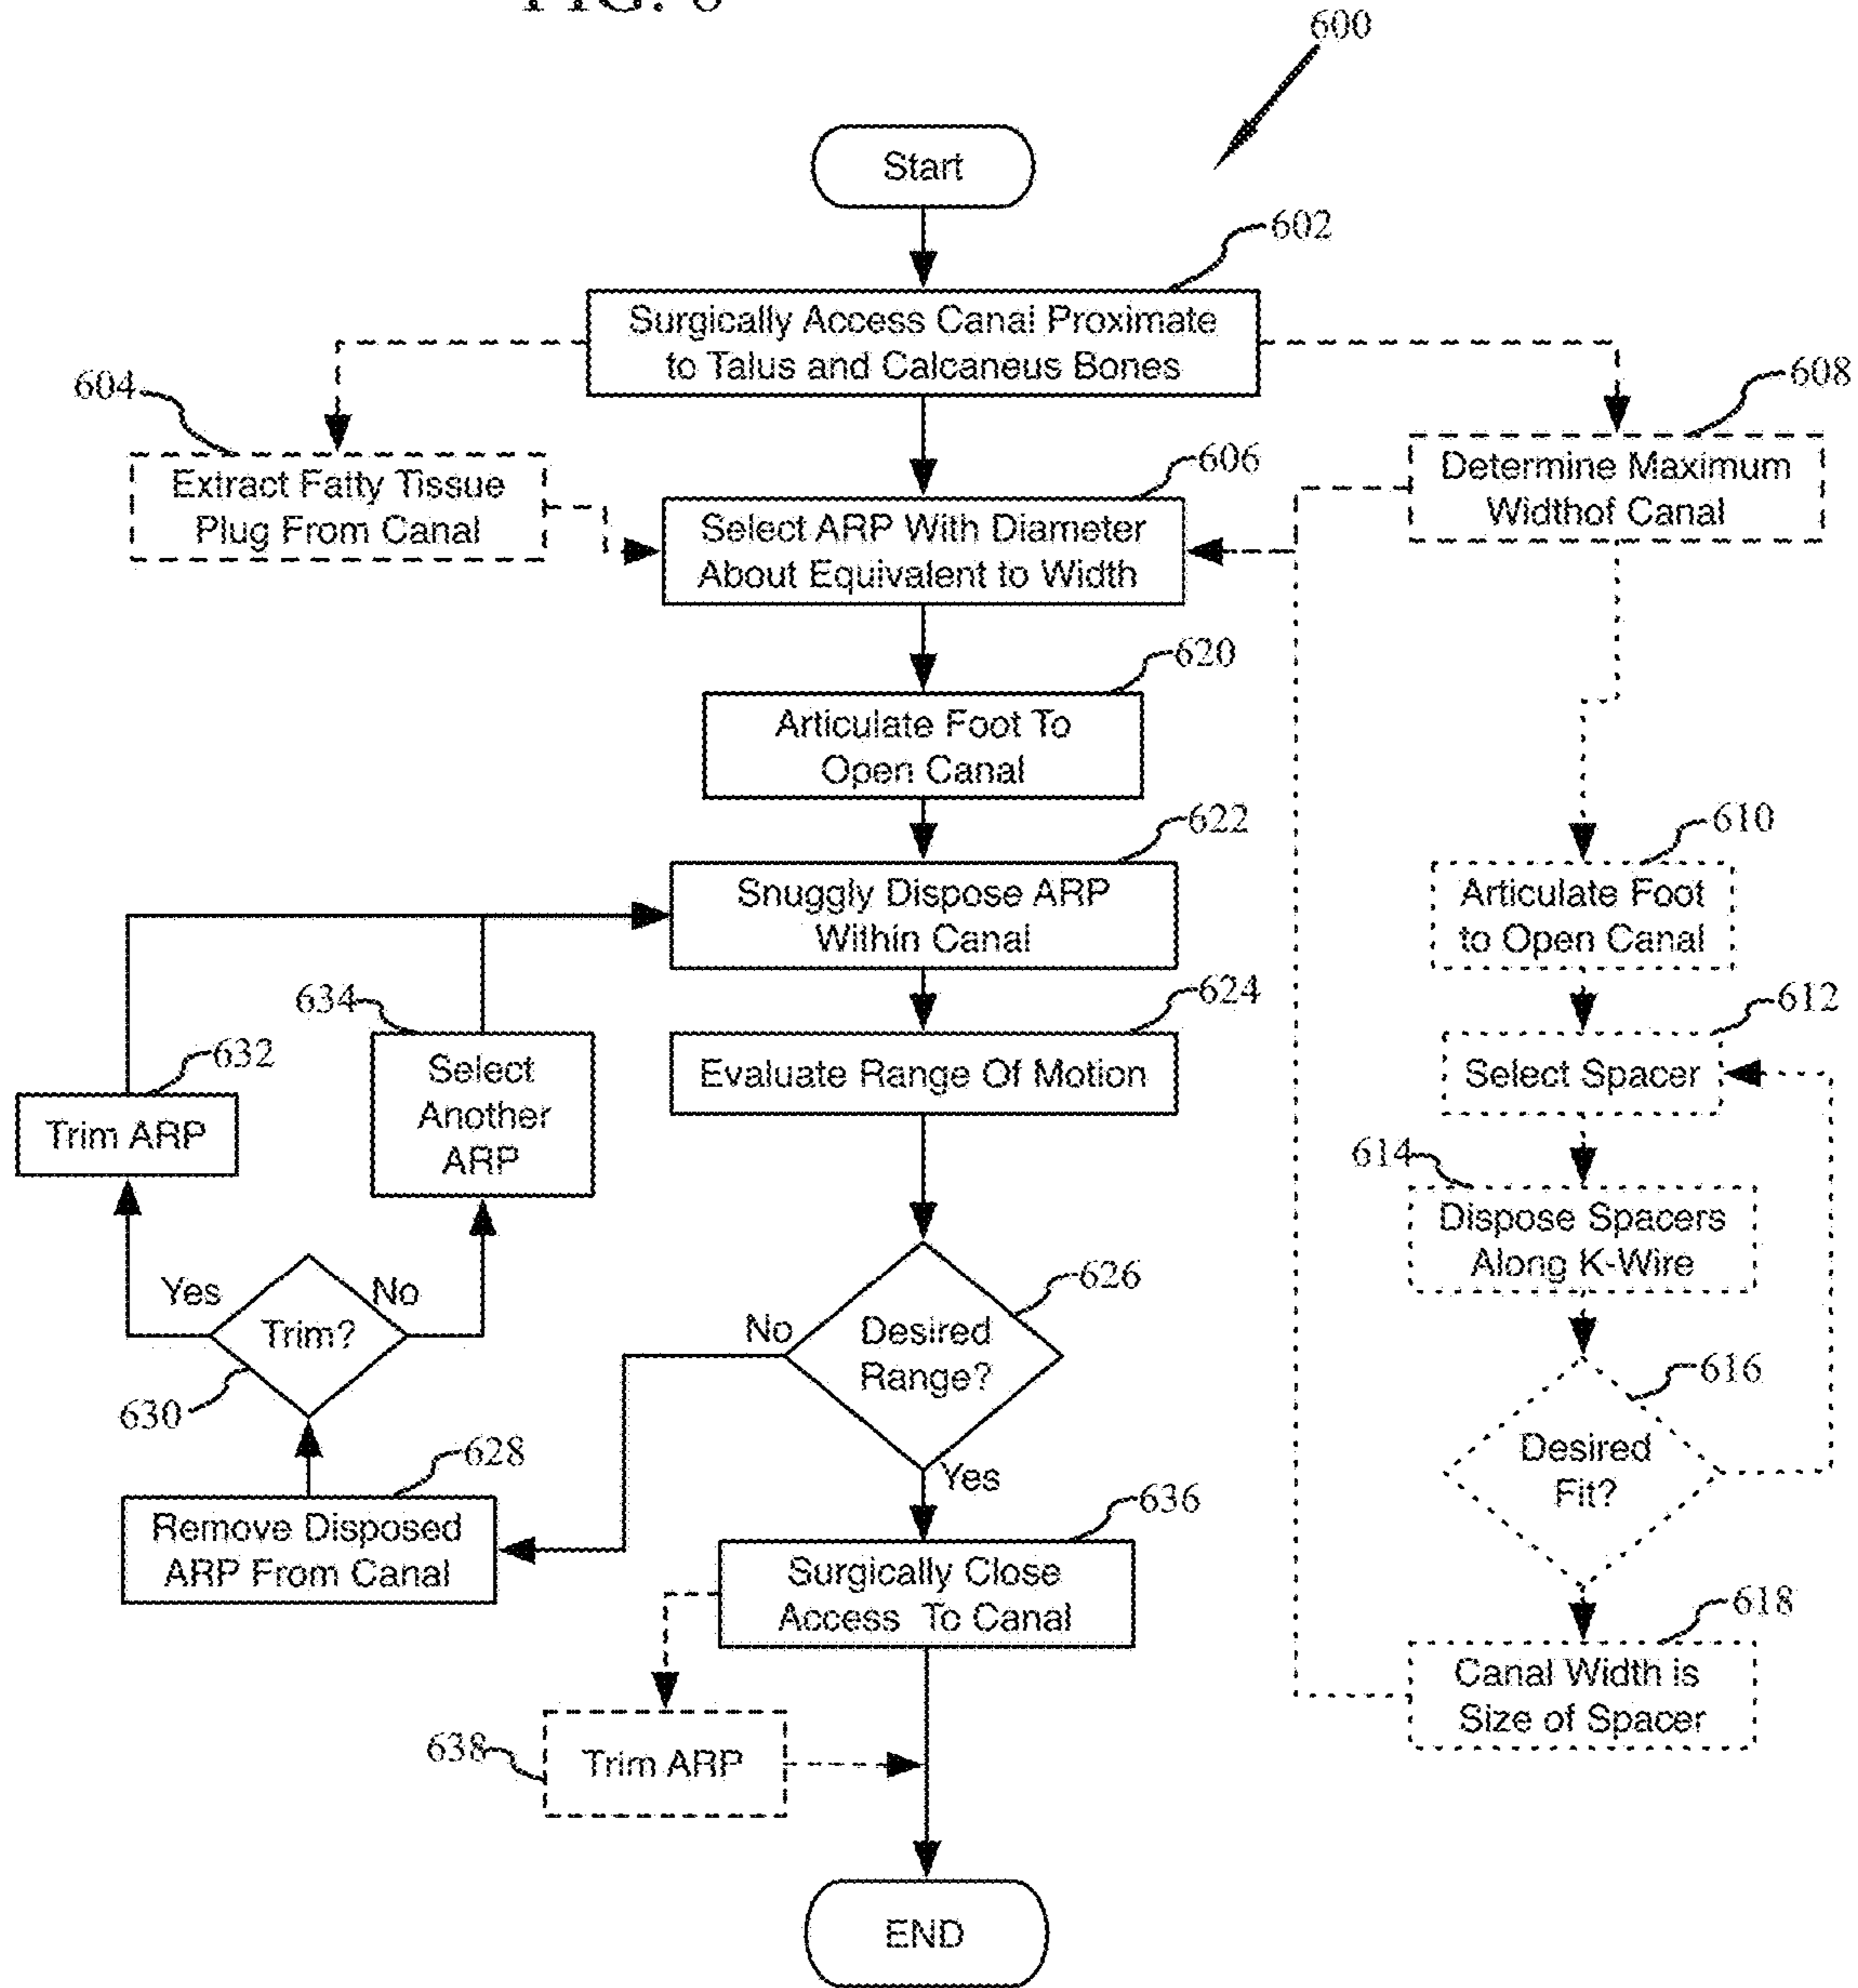 FIG. 6
600
Start
602
Surgically Access Canal Proximate
to Talus and Calcaneus Bones
604
608
Extract Fatty Tissue
Plug From Canal
606
Select ARP With Diameter
About Equivalent to Width
Determine Maximum
Widthof Canal
620
Articulate Foot To
Open Canal
622
Snuggly Dispose ARP
Within Canal
610
Articulate Foot
to Open Canal
634
Select
Another
ARP
632
Trim ARP
624
Evaluate Range Of Motion
612
Select Spacer
614
Dispose Spacers
Along K-Wire
Yes
No
Trim?
630
No
Desired
Range?
626
Yes
616
Desired
Fit?
628
Remove Disposed
ARP From Canal
636
Surgically Close
Access To Canal
618
Canal Width is
Size of Spacer
638
Trim ARP
END